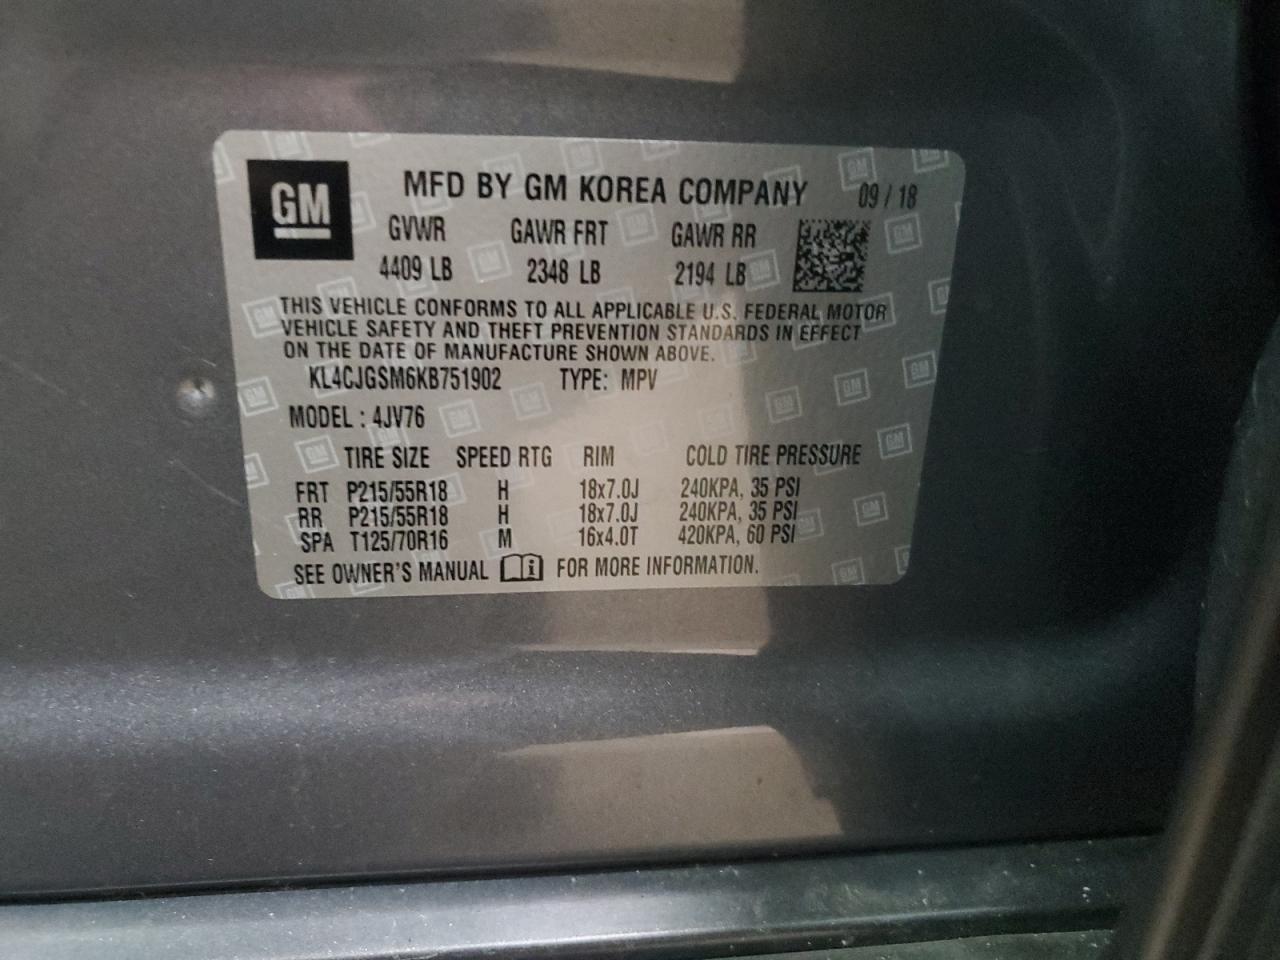 GM MFD BY GM KOREA COMPANY 09 / 18
GVWR GAWR FRT GAWR RR
4409 LB 2348 LB 2194 LB
THIS VEHICLE CONFORMS TO ALL APPLICABLE U.S. FEDERAL MOTOR
VEHICLE SAFETY AND THEFT PREVENTION STANDARDS IN EFFECT
ON THE DATE OF MANUFACTURE SHOWN ABOVE.
KL4CJGSM6KB751902 TYPE: MPV
MODEL : 4JV76
TIRE SIZE SPEED RTG RIM COLD TIRE PRESSURE
FRT P215/55R18 H 18x7.0J 240KPA, 35 PSI
RR P215/55R18 H 18x7.0J 240KPA, 35 PSI
SPA T125/70R16 M 16x4.0T 420KPA, 60 PSI
SEE OWNER'S MANUAL i FOR MORE INFORMATION.